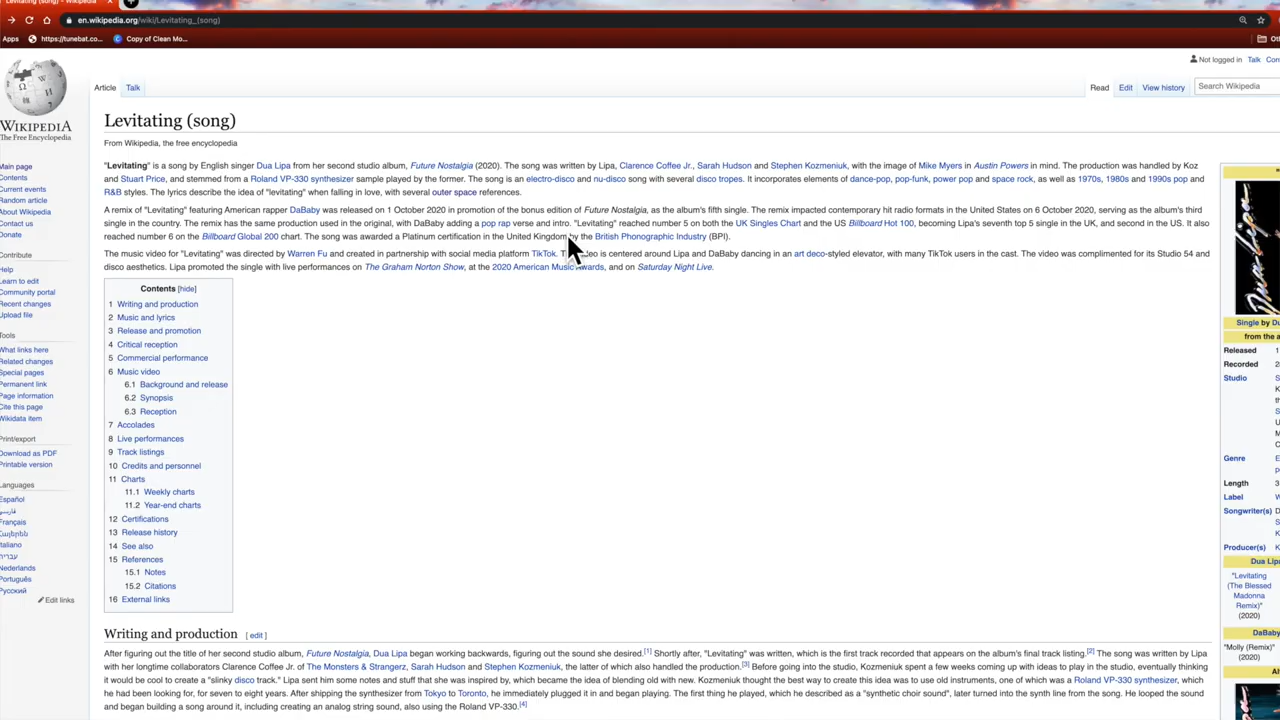 Levitating (song) – Wikipedia
en.wikipedia.org/wiki/Levitating_(song)
Apps https://tunebat.co... Copy of Clean Mo...
Not logged in Talk
WIKIPEDIA
The Free Encyclopedia
Article Talk Read Edit View history Search Wikipedia
Levitating (song)
From Wikipedia, the free encyclopedia
"Levitating" is a song by English singer Dua Lipa from her second studio album, Future Nostalgia (2020). The song was written by Lipa, Clarence Coffee Jr., Sarah Hudson and Stephen Kozmeniuk, with the image of Mike Myers in Austin Powers in mind. The production was handled by Koz
and Stuart Price, and stemmed from a Roland VP-330 synthesizer sample played by the former. The song is an electro-disco and nu-disco song with several disco tropes. It incorporates elements of dance-pop, pop-funk, power pop and space rock, as well as 1970s, 1980s and 1990s pop and
R&B styles. The lyrics describe the idea of "levitating" when falling in love, with several outer space references.
A remix of "Levitating" featuring American rapper DaBaby was released on 1 October 2020 in promotion of the bonus edition of Future Nostalgia, as the album's fifth single. The remix impacted contemporary hit radio formats in the United States on 6 October 2020, serving as the album's third
single in the country. The remix has the same production used in the original, with DaBaby adding a pop rap verse and intro. "Levitating" reached number 5 on both the UK Singles Chart and the US Billboard Hot 100, becoming Lipa's seventh top 5 single in the UK, and second in the US. It also
reached number 6 on the Billboard Global 200 chart. The song was awarded a Platinum certification in the United Kingdom by the British Phonographic Industry (BPI).
The music video for "Levitating" was directed by Warren Fu and created in partnership with social media platform TikTok. The video is centered around Lipa and DaBaby dancing in an art deco-styled elevator, with many TikTok users in the cast. The video was complimented for its Studio 54 and
disco aesthetics. Lipa promoted the single with live performances on The Graham Norton Show, at the 2020 American Music Awards, and on Saturday Night Live.
Main page
Contents
Current events
Random article
About Wikipedia
Contact us
Donate
Contribute
Help
Learn to edit
Community portal
Recent changes
Upload file
Tools
What links here
Related changes
Special pages
Permanent link
Page information
Cite this page
Wikidata item
Print/export
Download as PDF
Printable version
Languages
Español
فارسی
Français
Հայերեն
Italiano
עברית
Nederlands
Português
Русский
Edit links
Contents [hide]
1 Writing and production
2 Music and lyrics
3 Release and promotion
4 Critical reception
5 Commercial performance
6 Music video
6.1 Background and release
6.2 Synopsis
6.3 Reception
7 Accolades
8 Live performances
9 Track listings
10 Credits and personnel
11 Charts
11.1 Weekly charts
11.2 Year-end charts
12 Certifications
13 Release history
14 See also
15 References
15.1 Notes
15.2 Citations
16 External links
Writing and production [ edit ]
After figuring out the title of her second studio album, Future Nostalgia, Dua Lipa began working backwards, figuring out the sound she desired.[1] Shortly after, "Levitating" was written, which is the first track recorded that appears on the album's final track listing.[2] The song was written by Lipa
with her longtime collaborators Clarence Coffee Jr. of The Monsters & Strangerz, Sarah Hudson and Stephen Kozmeniuk, the latter of which also handled the production.[3] Before going into the studio, Kozmeniuk spent a few weeks coming up with ideas to play in the studio, eventually thinking
it would be cool to create a "slinky disco track." Lipa sent him some notes and stuff that she was inspired by, which became the idea of blending old with new. Kozmeniuk thought the best way to create this idea was to use old instruments, one of which was a Roland VP-330 synthesizer, which
he had been looking for, for seven to eight years. After shipping the synthesizer from Tokyo to Toronto, he immediately plugged it in and began playing. The first thing he played, which he described as a "synthetic choir sound", later turned into the synth line from the song. He looped the sound
and began building a song around it, including creating an analog string sound, also using the Roland VP-330.[4]
Levitating
Single by
from the
Released 1
Recorded
Studio
Genre
Length 3
Label
Songwriter(s)
Producer(s)
Dua Lipa
"Levitating
(The Blessed
Madonna
Remix)"
(2020)
DaBaby
"Molly (Remix)"
(2020)